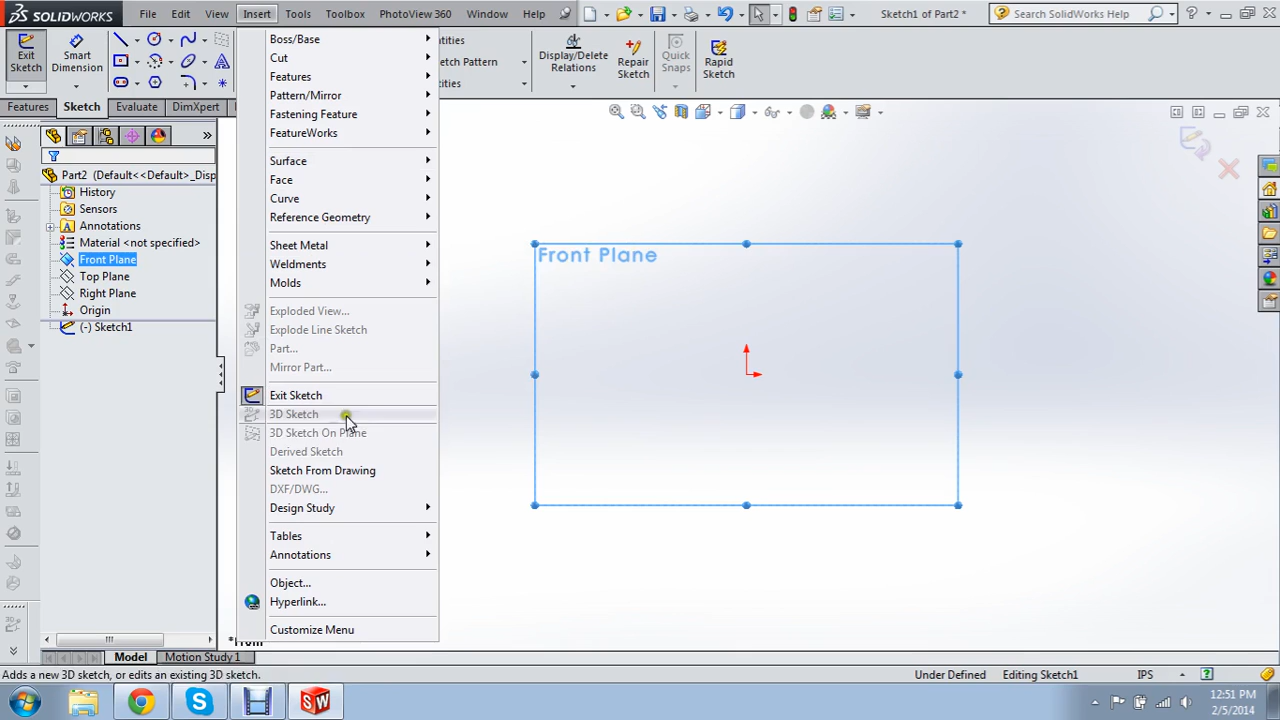 SOLIDWORKS File Edit View Insert Tools Toolbox PhotoView 360 Window Help Sketch1 of Part2 * Search SolidWorks Forum
Exit Sketch
Smart Dimension
ntities
tch Pattern
ntities
Display/Delete Relations
Repair Sketch
Quick Snaps
Rapid Sketch
Features Sketch Evaluate DimXpert
Boss/Base
Cut
Features
Pattern/Mirror
Fastening Feature
FeatureWorks
Surface
Face
Curve
Reference Geometry
Sheet Metal
Weldments
Molds
Exploded View...
Explode Line Sketch
Part...
Mirror Part...
Exit Sketch
3D Sketch
3D Sketch On Plane
Derived Sketch
Sketch From Drawing
DXF/DWG...
Design Study
Tables
Annotations
Object...
Hyperlink...
Customize Menu
Part2 (Default<<Default>_Disp
History
Sensors
Annotations
Material <not specified>
Front Plane
Top Plane
Right Plane
Origin
(-) Sketch1
Front Plane
Model Motion Study 1
Adds a new 3D sketch, or edits an existing 3D sketch. Under Defined Editing Sketch1 IPS
12:51 PM
2/5/2014